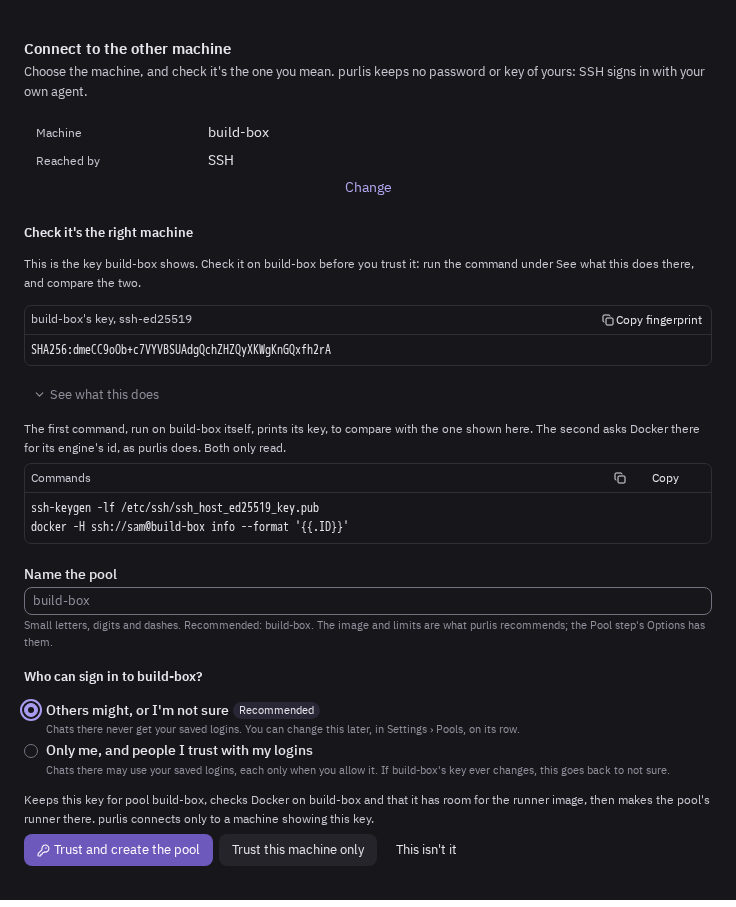 Connect to the other machine
Choose the machine, and check it's the one you mean. purlis keeps no password or key of yours: SSH signs in with your
own agent.
Machine build-box
Reached by SSH
Change
Check it's the right machine
This is the key build-box shows. Check it on build-box before you trust it: run the command under See what this does there,
and compare the two.
build-box's key, ssh-ed25519 Copy fingerprint
SHA256:dmeCC9oOb+c7VYVBSUAdgQchZHZQyXKWgKnGQxfh2rA
See what this does
The first command, run on build-box itself, prints its key, to compare with the one shown here. The second asks Docker there
for its engine's id, as purlis does. Both only read.
Commands Copy
ssh-keygen -lf /etc/ssh/ssh_host_ed25519_key.pub
docker -H ssh://sam@build-box info --format '{{.ID}}'
Name the pool
build-box
Small letters, digits and dashes. Recommended: build-box. The image and limits are what purlis recommends; the Pool step's Options has
them.
Who can sign in to build-box?
Others might, or I'm not sure Recommended
Chats there never get your saved logins. You can change this later, in Settings › Pools, on its row.
Only me, and people I trust with my logins
Chats there may use your saved logins, each only when you allow it. If build-box's key ever changes, this goes back to not sure.
Keeps this key for pool build-box, checks Docker on build-box and that it has room for the runner image, then makes the pool's
runner there. purlis connects only to a machine showing this key.
Trust and create the pool Trust this machine only This isn't it